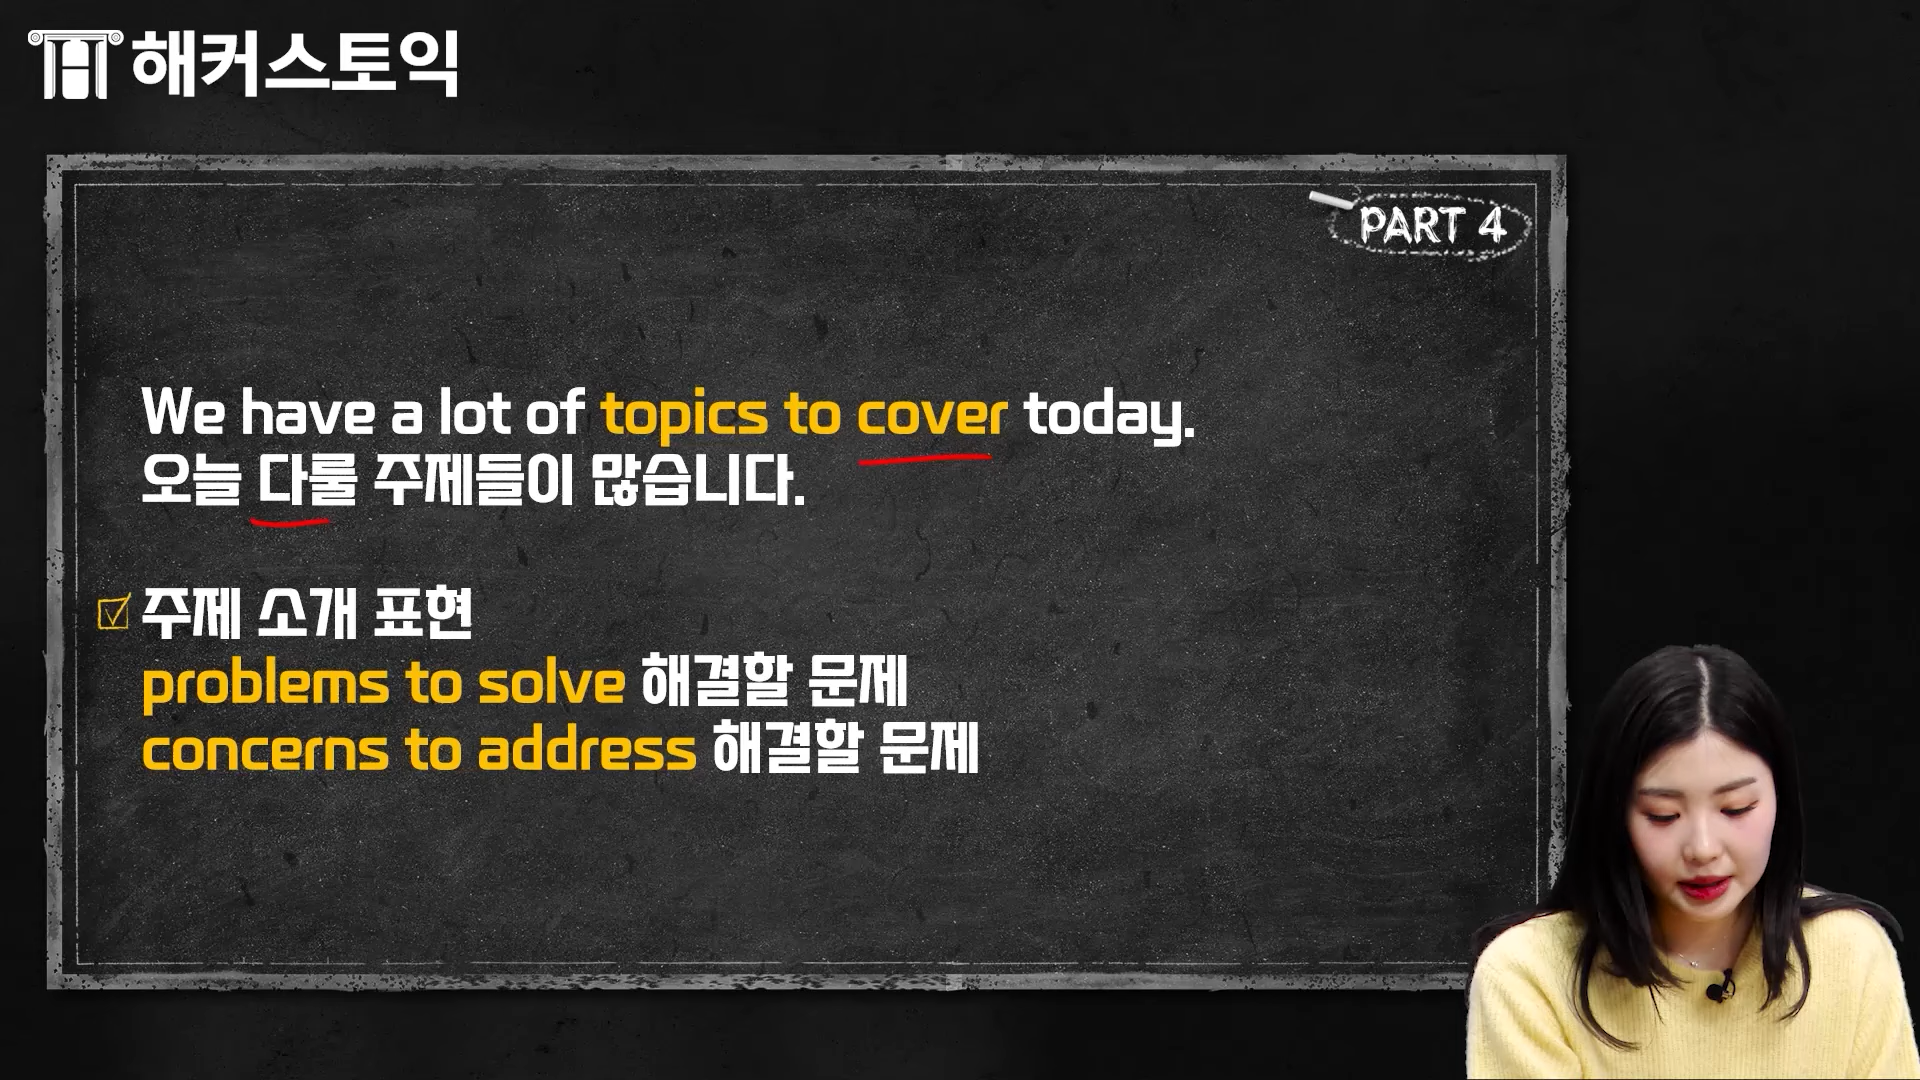 해커스토익
PART 4
We have a lot of topics to cover today.
오늘 다룰 주제들이 많습니다.
주제 소개 표현
problems to solve 해결할 문제
concerns to address 해결할 문제